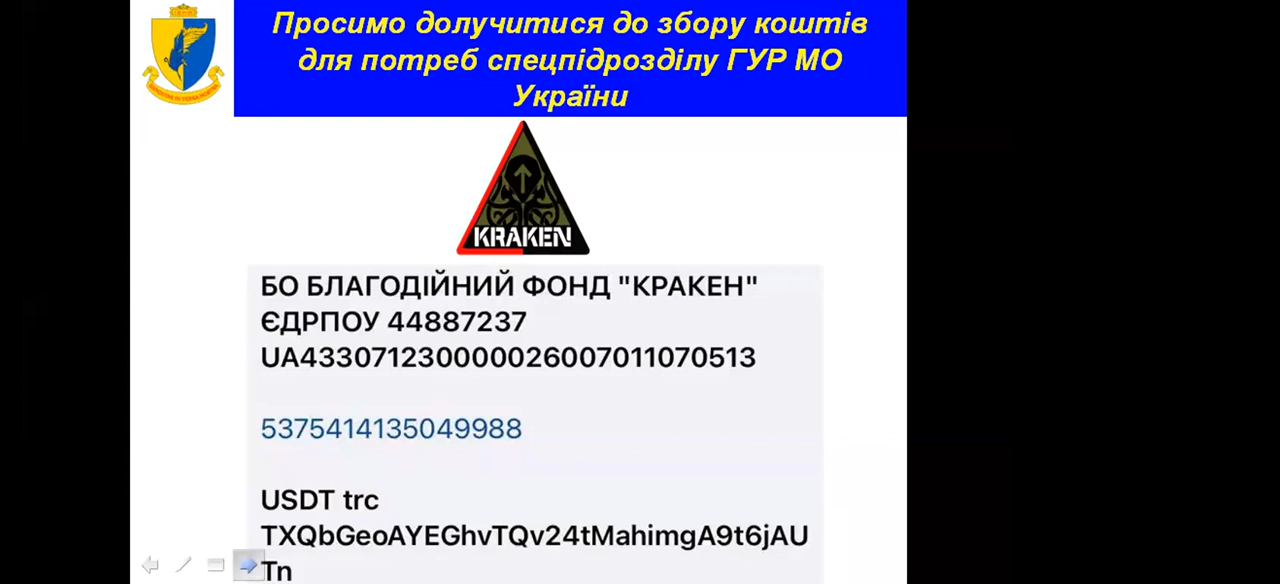 Просимо долучитися до збору коштів
для потреб спецпідрозділу ГУР МО
України
KRAKEN
БО БЛАГОДІЙНИЙ ФОНД "КРАКЕН"
ЄДРПОУ 44887237
UA433071230000026007011070513
5375414135049988
USDT trc
TXQbGeoAYEGhvTQv24tMahimgA9t6jAU
Tn